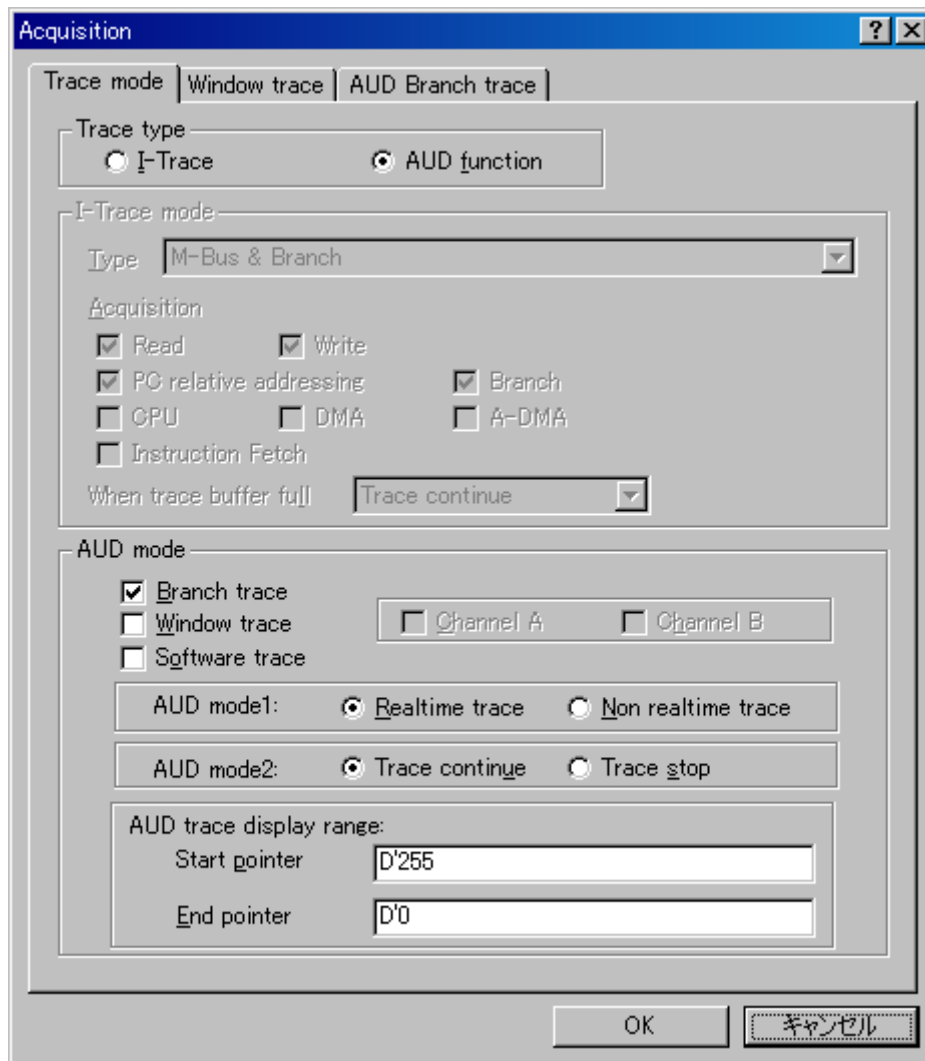 Acquisition
Trace mode Window trace AUD Branch trace
Trace type
I-Trace AUD function
I-Trace mode
Type M-Bus & Branch
Acquisition
Read Write
PC relative addressing Branch
CPU DMA A-DMA
Instruction Fetch
When trace buffer full Trace continue
AUD mode
Branch trace
Window trace Channel A Channel B
Software trace
AUD mode1: Realtime trace Non realtime trace
AUD mode2: Trace continue Trace stop
AUD trace display range:
Start pointer D'255
End pointer D'0
OK キャンセル